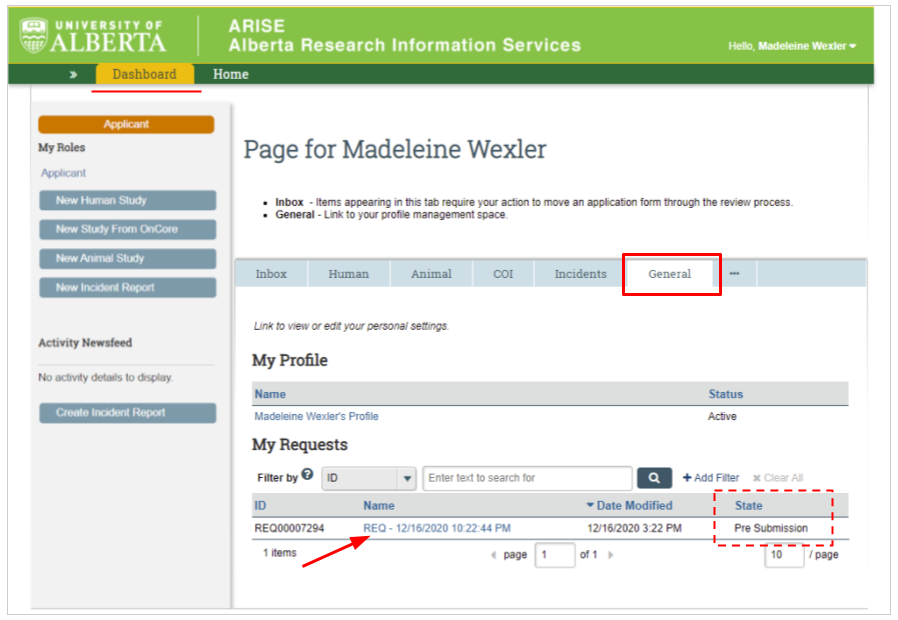 UNIVERSITY OF
ALBERTA
ARISE
Alberta Research Information Services
Hello, Madeleine Wexler
» Dashboard Home
Applicant
My Roles
Applicant
New Human Study
New Study From OnCore
New Animal Study
New Incident Report
Activity Newsfeed
No activity details to display.
Create Incident Report
Page for Madeleine Wexler
• Inbox - Items appearing in this tab require your action to move an application form through the review process.
• General - Link to your profile management space.
Inbox Human Animal COI Incidents General ...
Link to view or edit your personal settings.
My Profile
Name Status
Madeleine Wexler's Profile Active
My Requests
Filter by ? ID Enter text to search for + Add Filter × Clear All
ID Name Date Modified State
REQ00007294 REQ - 12/16/2020 10:22:44 PM 12/16/2020 3:22 PM Pre Submission
1 items page 1 of 1 10 / page